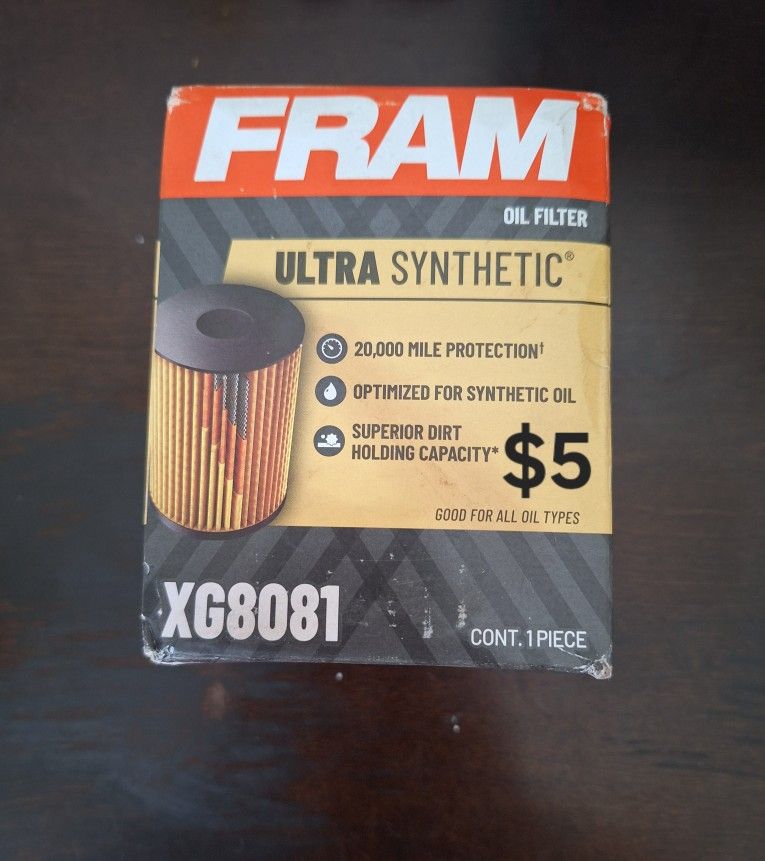 FRAM
OIL FILTER
ULTRA SYNTHETIC®
20,000 MILE PROTECTION†
OPTIMIZED FOR SYNTHETIC OIL
SUPERIOR DIRT
HOLDING CAPACITY*
$5
GOOD FOR ALL OIL TYPES
XG8081
CONT. 1 PIECE